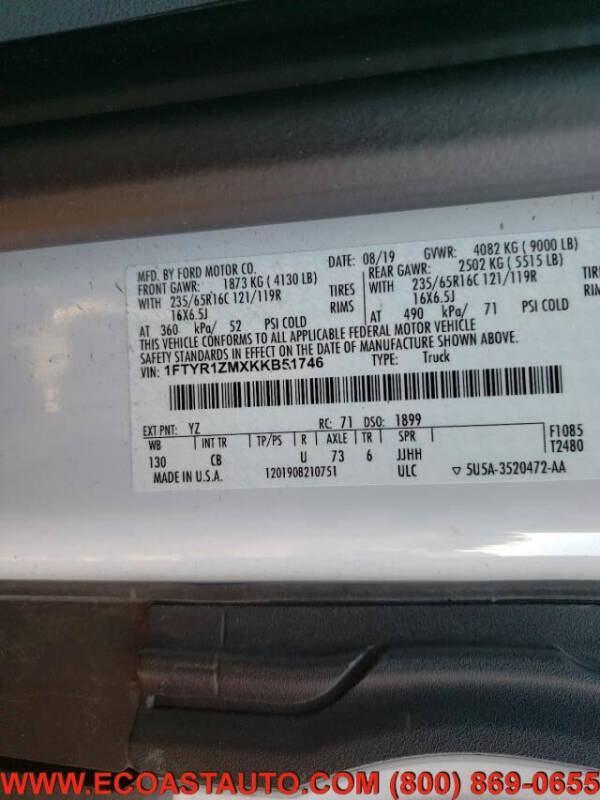 MFD. BY FORD MOTOR CO.
DATE: 08/19 GVWR: 4082 KG ( 9000 LB)
FRONT GAWR: 1873 KG ( 4130 LB) REAR GAWR: 2502 KG ( 5515 LB)
WITH 235/65R16C 121/119R TIRES WITH 235/65R16C 121/119R TIRES
16X6.5J RIMS 16X6.5J RIMS
AT 360 kPa/ 52 PSI COLD AT 490 kPa/ 71 PSI COLD
THIS VEHICLE CONFORMS TO ALL APPLICABLE FEDERAL MOTOR VEHICLE
SAFETY STANDARDS IN EFFECT ON THE DATE OF MANUFACTURE SHOWN ABOVE.
VIN: 1FTYR1ZMXKKB51746 TYPE: Truck
EXT PNT: YZ RC: 71 DSO: 1899
WB INT TR TP/PS R AXLE TR SPR F1085
130 CB U 73 6 JJHH T2480
MADE IN U.S.A. 1201908210751 ULC ▽ 5U5A-3520472-AA
WWW.ECOASTAUTO.COM (800) 869-0655